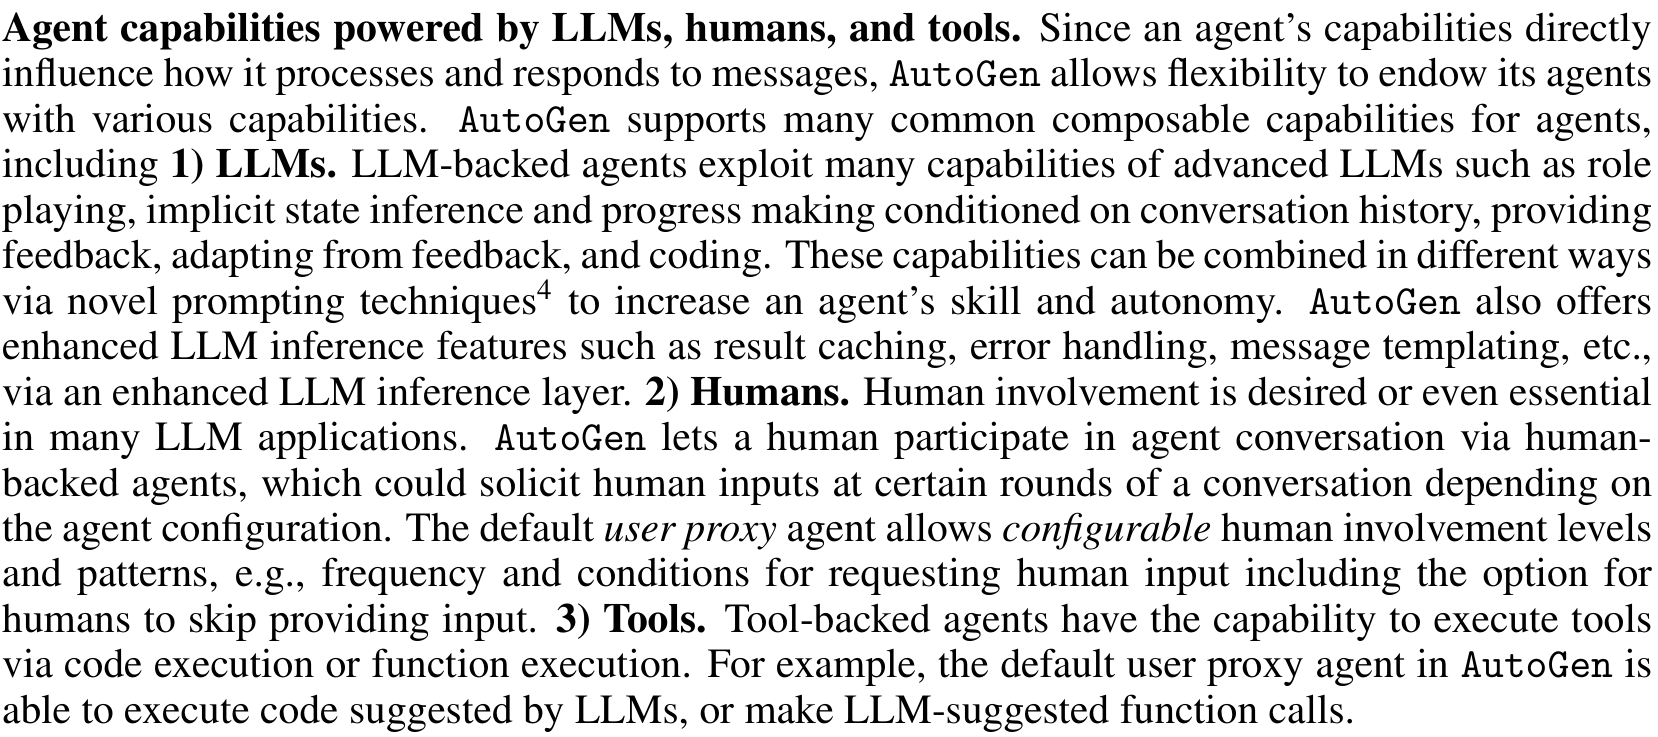 Agent capabilities powered by LLMs, humans, and tools. Since an agent's capabilities directly
influence how it processes and responds to messages, AutoGen allows flexibility to endow its agents
with various capabilities. AutoGen supports many common composable capabilities for agents,
including 1) LLMs. LLM-backed agents exploit many capabilities of advanced LLMs such as role
playing, implicit state inference and progress making conditioned on conversation history, providing
feedback, adapting from feedback, and coding. These capabilities can be combined in different ways
via novel prompting techniques⁴ to increase an agent's skill and autonomy. AutoGen also offers
enhanced LLM inference features such as result caching, error handling, message templating, etc.,
via an enhanced LLM inference layer. 2) Humans. Human involvement is desired or even essential
in many LLM applications. AutoGen lets a human participate in agent conversation via human-
backed agents, which could solicit human inputs at certain rounds of a conversation depending on
the agent configuration. The default user proxy agent allows configurable human involvement levels
and patterns, e.g., frequency and conditions for requesting human input including the option for
humans to skip providing input. 3) Tools. Tool-backed agents have the capability to execute tools
via code execution or function execution. For example, the default user proxy agent in AutoGen is
able to execute code suggested by LLMs, or make LLM-suggested function calls.